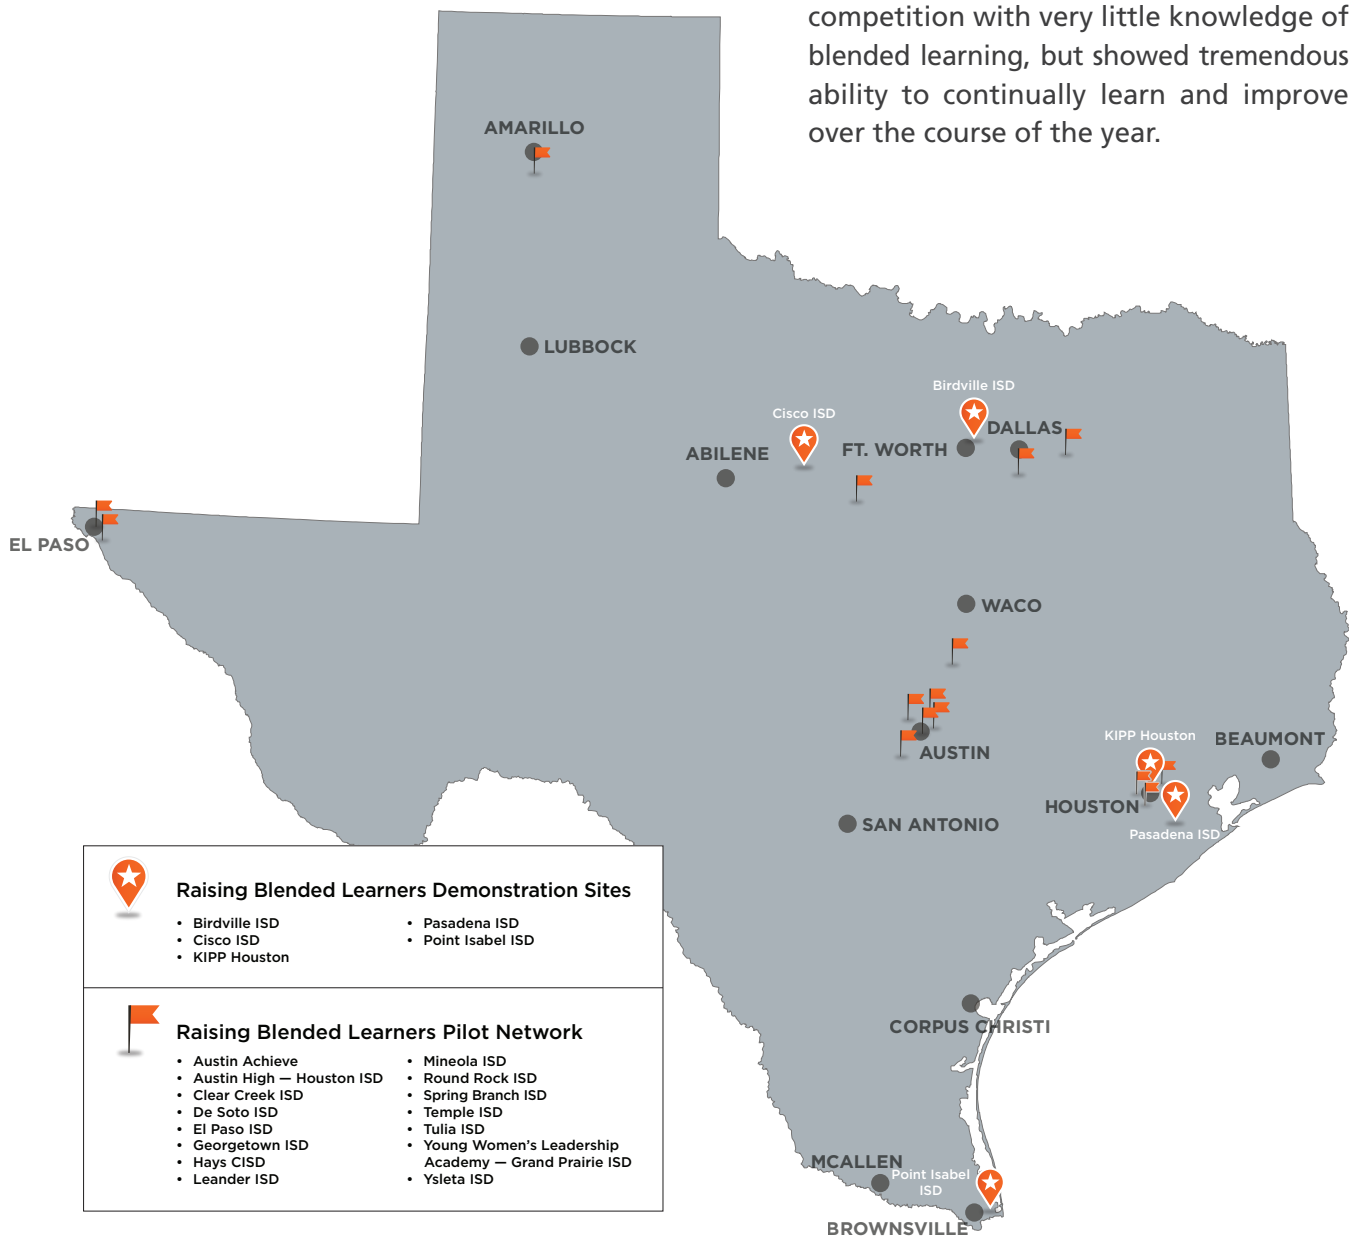 competition with very little knowledge of
blended learning, but showed tremendous
ability to continually learn and improve
over the course of the year.
AMARILLO
LUBBOCK
Birdville ISD
Cisco ISD
DALLAS
FT. WORTH
ABILENE
EL PASO
WACO
KIPP Houston
BEAUMONT
AUSTIN
HOUSTON
SAN ANTONIO
Pasadena ISD
CORPUS CHRISTI
MCALLEN
Point Isabel
ISD
BROWNSVILLE
Raising Blended Learners Demonstration Sites
• Birdville ISD
• Cisco ISD
• KIPP Houston
• Pasadena ISD
• Point Isabel ISD
Raising Blended Learners Pilot Network
• Austin Achieve
• Austin High — Houston ISD
• Clear Creek ISD
• De Soto ISD
• El Paso ISD
• Georgetown ISD
• Hays CISD
• Leander ISD
• Mineola ISD
• Round Rock ISD
• Spring Branch ISD
• Temple ISD
• Tulia ISD
• Young Women's Leadership
Academy — Grand Prairie ISD
• Ysleta ISD